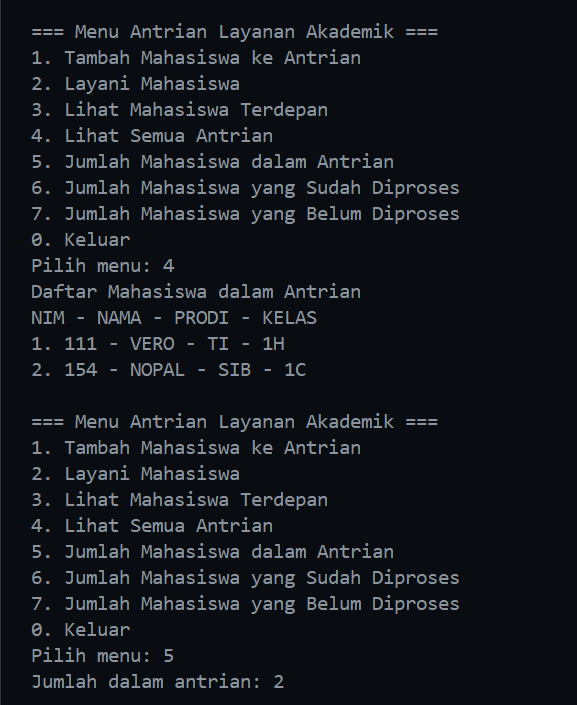 === Menu Antrian Layanan Akademik ===
1. Tambah Mahasiswa ke Antrian
2. Layani Mahasiswa
3. Lihat Mahasiswa Terdepan
4. Lihat Semua Antrian
5. Jumlah Mahasiswa dalam Antrian
6. Jumlah Mahasiswa yang Sudah Diproses
7. Jumlah Mahasiswa yang Belum Diproses
0. Keluar
Pilih menu: 4
Daftar Mahasiswa dalam Antrian
NIM - NAMA - PRODI - KELAS
1. 111 - VERO - TI - 1H
2. 154 - NOPAL - SIB - 1C
=== Menu Antrian Layanan Akademik ===
1. Tambah Mahasiswa ke Antrian
2. Layani Mahasiswa
3. Lihat Mahasiswa Terdepan
4. Lihat Semua Antrian
5. Jumlah Mahasiswa dalam Antrian
6. Jumlah Mahasiswa yang Sudah Diproses
7. Jumlah Mahasiswa yang Belum Diproses
0. Keluar
Pilih menu: 5
Jumlah dalam antrian: 2